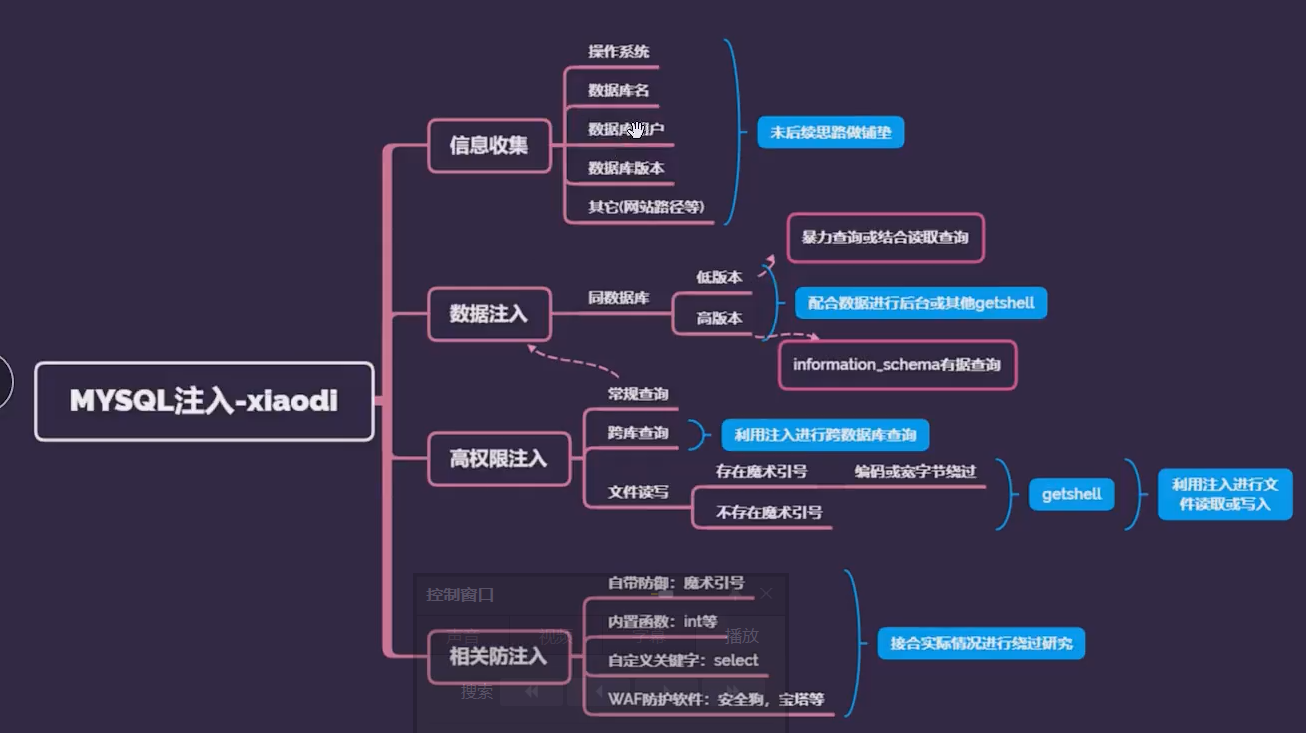 MYSQL注入-xiaodi
信息收集
操作系统
数据库名
数据库用户
数据库版本
其它(网站路径等)
未后续思路做铺垫
数据注入
同数据库
低版本
暴力查询或结合读取查询
高版本
information_schema有据查询
配合数据进行后台或其他getshell
高权限注入
常规查询
跨库查询
利用注入进行跨数据库查询
文件读写
存在魔术引号
编码或宽字节绕过
不存在魔术引号
getshell
利用注入进行文
件读取或写入
相关防注入
自带防御：魔术引号
内置函数：int等
自定义关键字：select
WAF防护软件：安全狗，宝塔等
接合实际情况进行绕过研究
控制窗口
声音
视频
字幕
播放
搜索